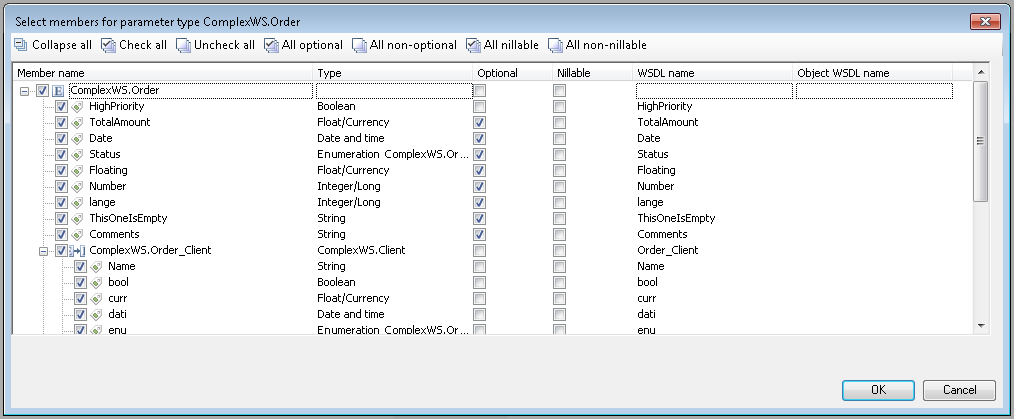 Select members for parameter type ComplexWS.Order
Collapse all Check all Uncheck all All optional All non-optional All nillable All non-nillable
Member name Type Optional Nillable WSDL name Object WSDL name
E ComplexWS.Order
HighPriority Boolean HighPriority
TotalAmount Float/Currency TotalAmount
Date Date and time Date
Status Enumeration ComplexWS.Or... Status
Floating Float/Currency Floating
Number Integer/Long Number
lange Integer/Long lange
ThisOneIsEmpty String ThisOneIsEmpty
Comments String Comments
ComplexWS.Order_Client ComplexWS.Client Order_Client
Name String Name
bool Boolean bool
curr Float/Currency curr
dati Date and time dati
enu Enumeration ComplexWS.Or... enu
OK Cancel